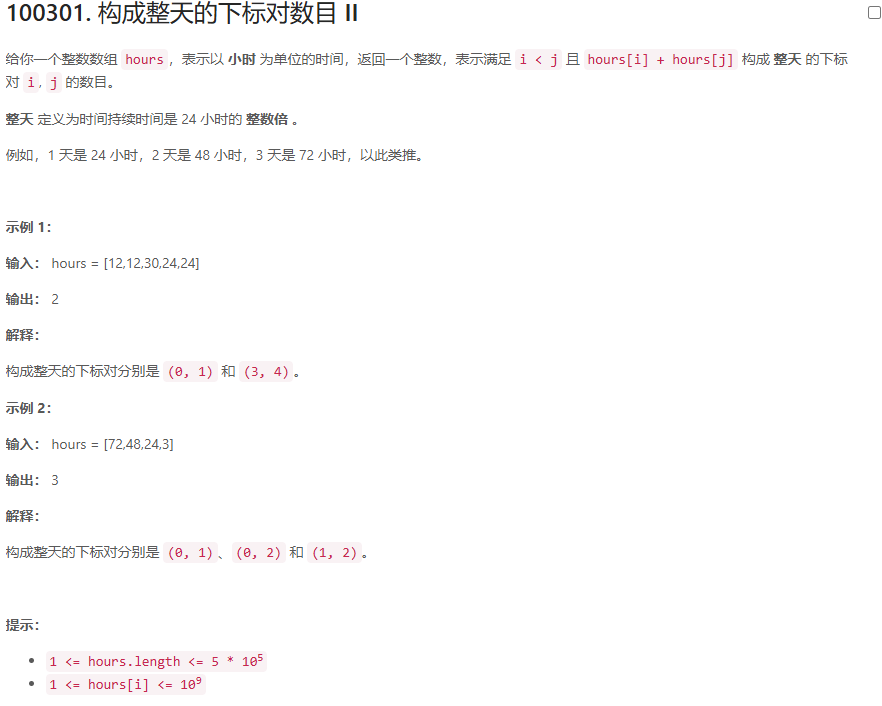 100301. 构成整天的下标对数目 II
给你一个整数数组 hours，表示以 小时 为单位的时间，返回一个整数，表示满足 i < j 且 hours[i] + hours[j] 构成 整天 的下标
对 i, j 的数目。
整天 定义为时间持续时间是 24 小时的 整数倍 。
例如，1 天是 24 小时，2 天是 48 小时，3 天是 72 小时，以此类推。
示例 1：
输入： hours = [12,12,30,24,24]
输出： 2
解释：
构成整天的下标对分别是 (0, 1) 和 (3, 4)。
示例 2：
输入： hours = [72,48,24,3]
输出： 3
解释：
构成整天的下标对分别是 (0, 1)、(0, 2) 和 (1, 2)。
提示：
• 1 <= hours.length <= 5 * 10⁵
• 1 <= hours[i] <= 10⁹